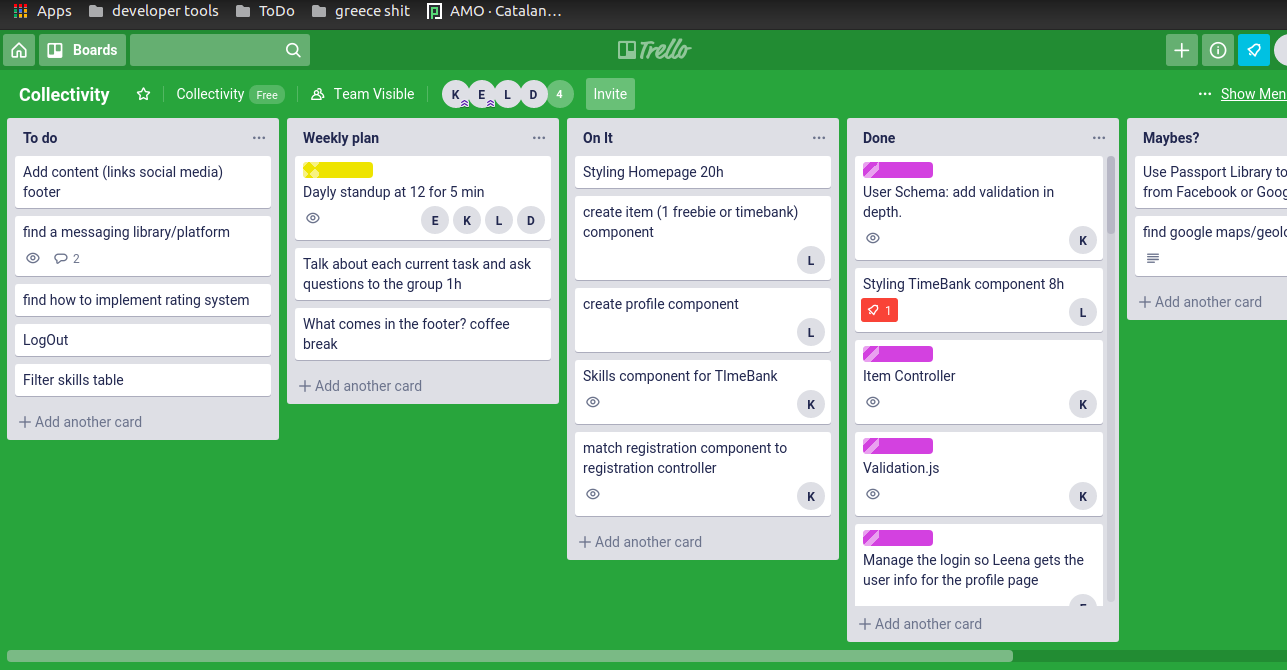 Apps developer tools ToDo greece shit AMO · Catalan...
Boards
Trello
Collectivity Collectivity Free Team Visible K E L D 4 Invite ... Show Men
To do
Add content (links social media)
footer
find a messaging library/platform
2
find how to implement rating system
LogOut
Filter skills table
+ Add another card
Weekly plan
Dayly standup at 12 for 5 min
E K L D
Talk about each current task and ask
questions to the group 1h
What comes in the footer? coffee
break
+ Add another card
On It
Styling Homepage 20h
create item (1 freebie or timebank)
component
L
create profile component
L
Skills component for TImeBank
K
match registration component to
registration controller
K
+ Add another card
Done
User Schema: add validation in
depth.
K
Styling TimeBank component 8h
1
L
Item Controller
K
Validation.js
K
Manage the login so Leena gets the
user info for the profile page
+ Add another card
Maybes?
Use Passport Library to
from Facebook or Goog
find google maps/geolo
+ Add another card